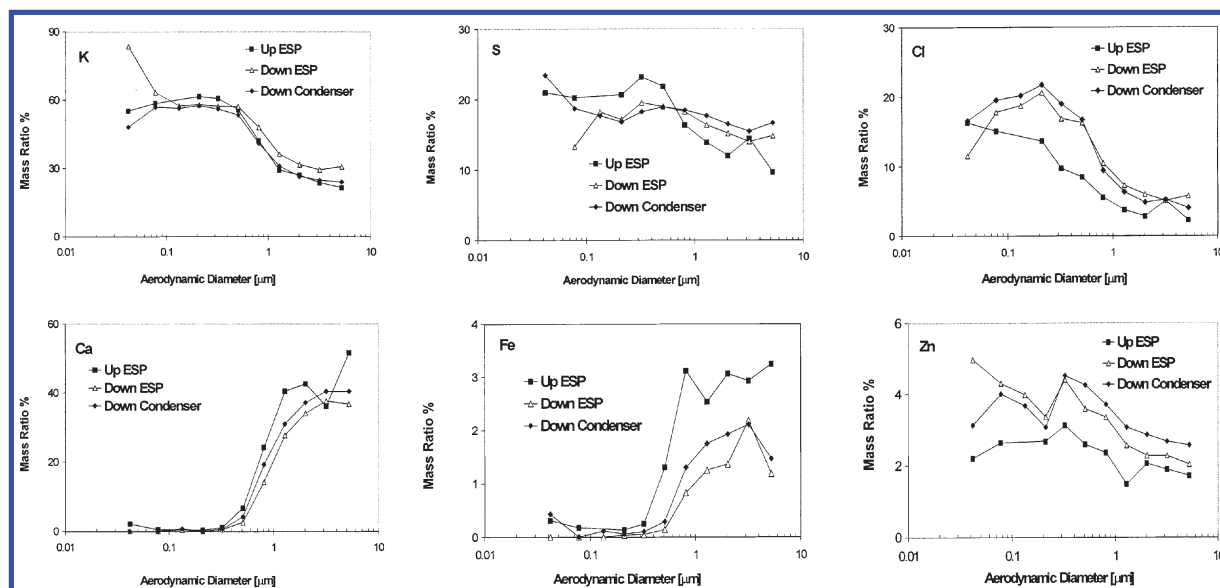 K
Up ESP
Down ESP
Down Condenser
Mass Ratio %
90
60
30
0
0.01
0.1
1
10
Aerodynamic Diameter [μm]
S
Up ESP
Down ESP
Down Condenser
Mass Ratio %
30
20
10
0
0.01
0.1
1
10
Aerodynamic Diameter [μm]
Cl
Up ESP
Down ESP
Down Condenser
Mass Ratio %
30
20
10
0
0.01
0.1
1
10
Aerodynamic Diameter [μm]
Ca
Up ESP
Down ESP
Down Condenser
Mass Ratio %
60
40
20
0
0.01
0.1
1
10
Aerodynamic Diameter [μm]
Fe
Up ESP
Down ESP
Down Condenser
Mass Ratio %
4
3
2
1
0
0.01
0.1
1
10
Aerodynamic Diameter [μm]
Zn
Up ESP
Down ESP
Down Condenser
Mass Ratio %
6
4
2
0
0.01
0.1
1
10
Aerodynamic Diameter [μm]